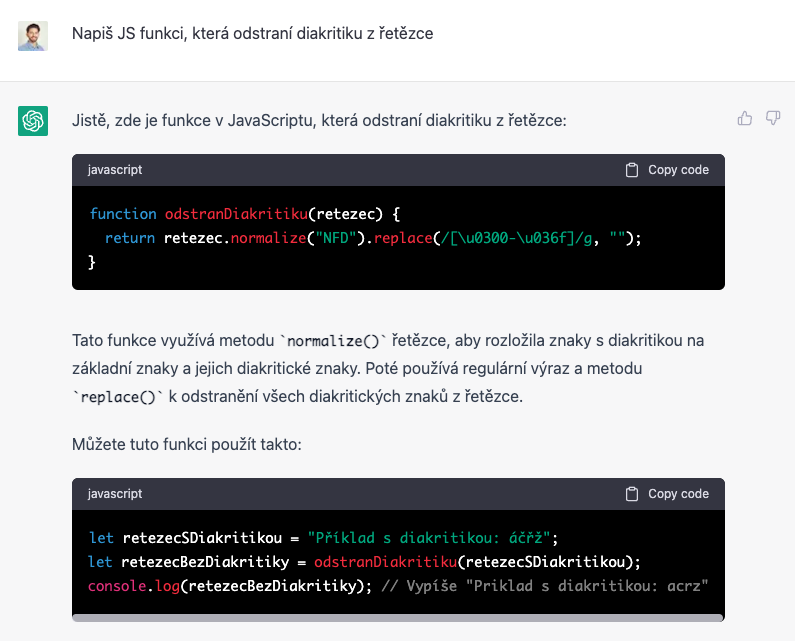 Napiš JS funkci, která odstraní diakritiku z řetězce
Jistě, zde je funkce v JavaScriptu, která odstraní diakritiku z řetězce:
javascript
Copy code
function odstranDiakritiku(retezec) {
  return retezec.normalize("NFD").replace(/[\u0300-\u036f]/g, "");
}
Tato funkce využívá metodu `normalize()` řetězce, aby rozložila znaky s diakritikou na
základní znaky a jejich diakritické znaky. Poté používá regulární výraz a metodu
`replace()` k odstranění všech diakritických znaků z řetězce.
Můžete tuto funkci použít takto:
javascript
Copy code
let retezecSDiakritikou = "Příklad s diakritikou: áčřž";
let retezecBezDiakritiky = odstranDiakritiku(retezecSDiakritikou);
console.log(retezecBezDiakritiky); // Vypíše "Priklad s diakritikou: acrz"